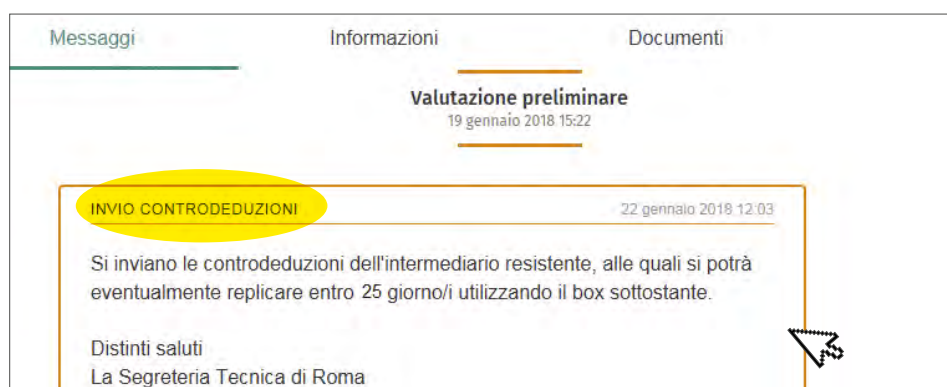 Messaggi Informazioni Documenti
Valutazione preliminare
19 gennaio 2018 15:22
INVIO CONTRODEDUZIONI 22 gennaio 2018 12:03
Si inviano le controdeduzioni dell'intermediario resistente, alle quali si potrà
eventualmente replicare entro 25 giorno/i utilizzando il box sottostante.
Distinti saluti
La Segreteria Tecnica di Roma